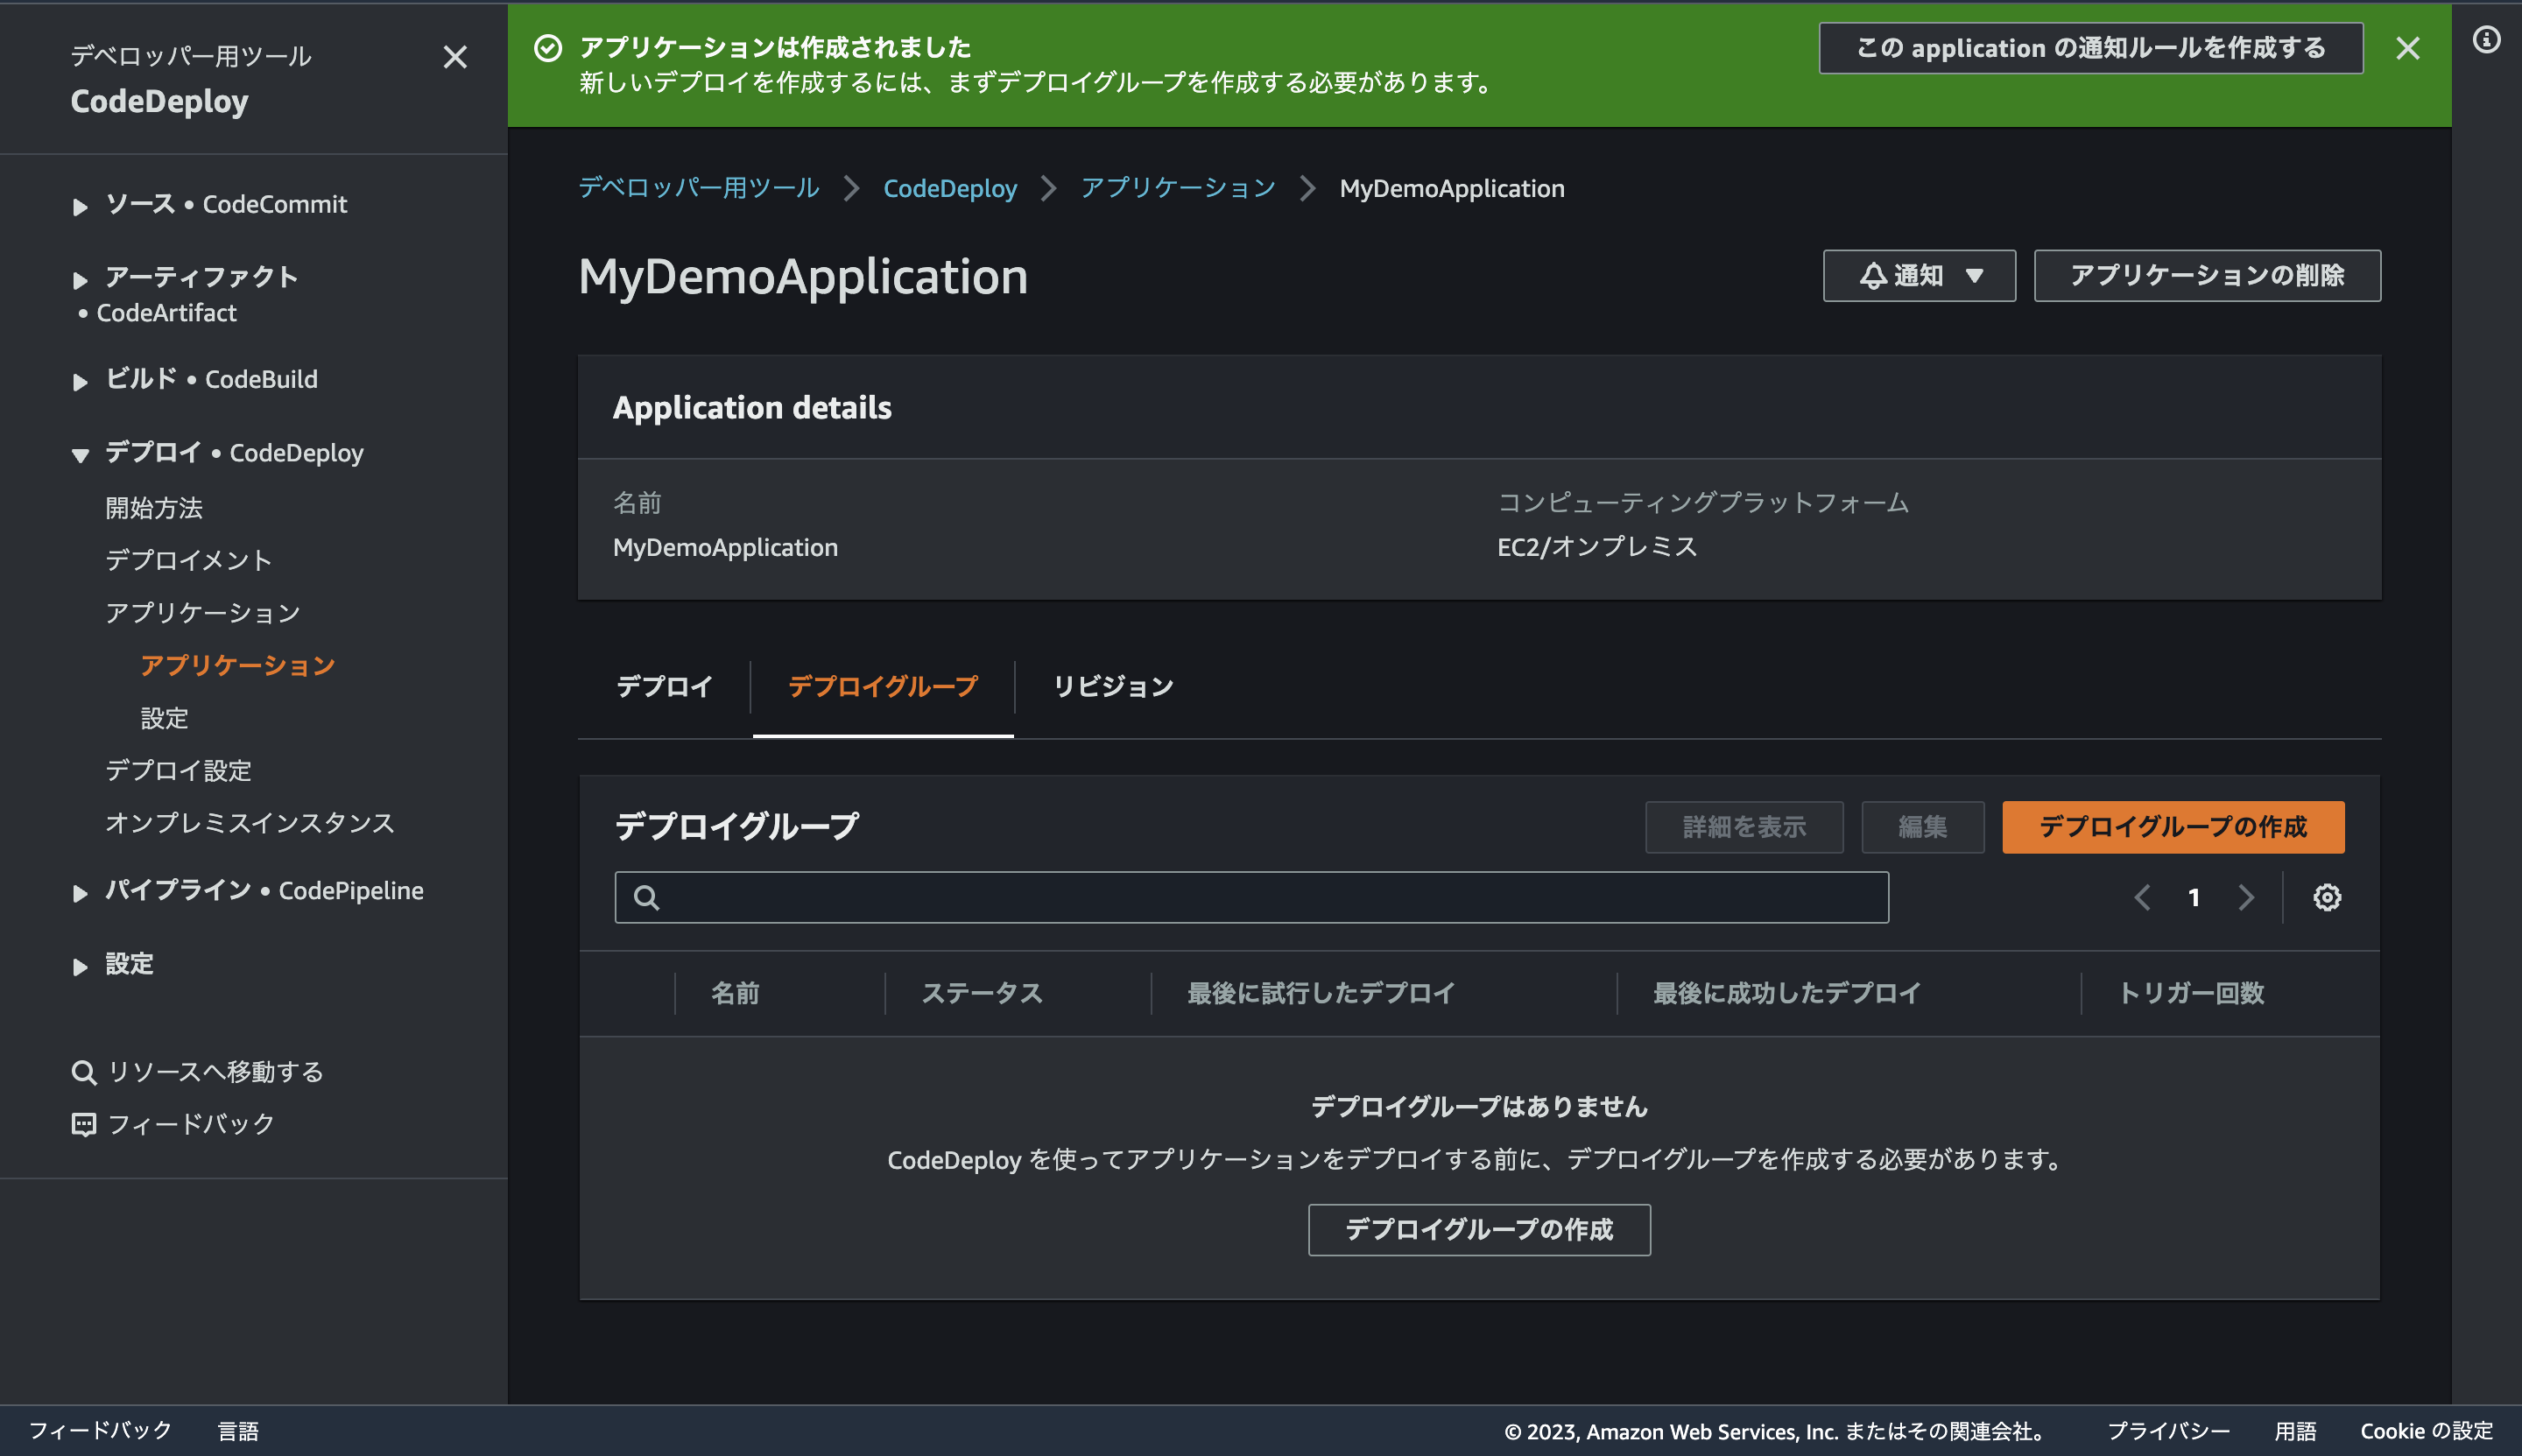 デベロッパー用ツール
CodeDeploy
ソース • CodeCommit
アーティファクト
• CodeArtifact
ビルド • CodeBuild
デプロイ • CodeDeploy
開始方法
デプロイメント
アプリケーション
アプリケーション
設定
デプロイ設定
オンプレミスインスタンス
パイプライン • CodePipeline
設定
リソースへ移動する
フィードバック
アプリケーションは作成されました
新しいデプロイを作成するには、まずデプロイグループを作成する必要があります。
この application の通知ルールを作成する
デベロッパー用ツール CodeDeploy アプリケーション MyDemoApplication
MyDemoApplication
通知 アプリケーションの削除
Application details
名前 コンピューティングプラットフォーム
MyDemoApplication EC2/オンプレミス
デプロイ デプロイグループ リビジョン
デプロイグループ 詳細を表示 編集 デプロイグループの作成
1
名前 ステータス 最後に試行したデプロイ 最後に成功したデプロイ トリガー回数
デプロイグループはありません
CodeDeploy を使ってアプリケーションをデプロイする前に、デプロイグループを作成する必要があります。
デプロイグループの作成
フィードバック 言語 © 2023, Amazon Web Services, Inc. またはその関連会社。 プライバシー 用語 Cookie の設定